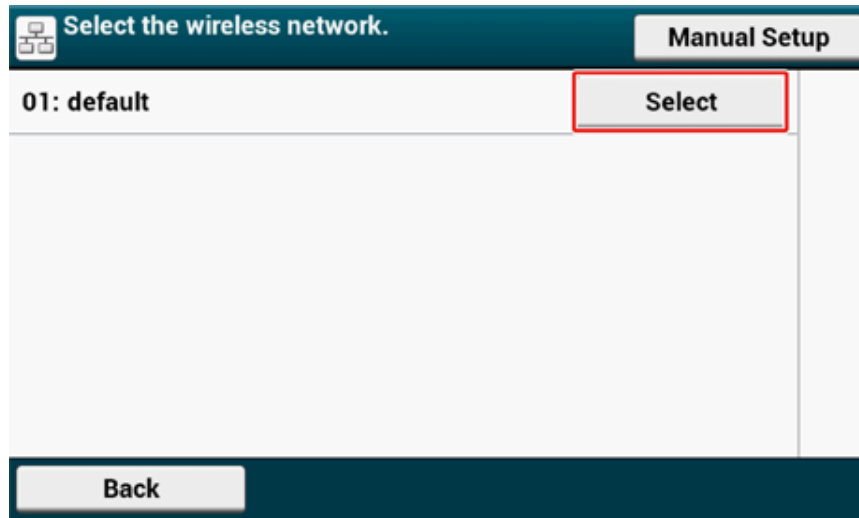 Select the wireless network.
Manual Setup
01: default
Select
Back